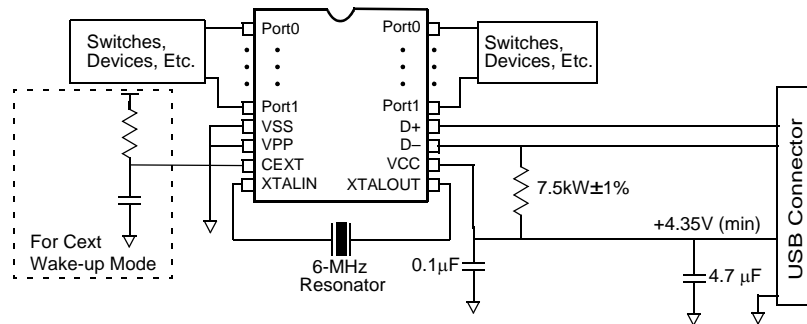 Switches,
Devices, Etc.
Port0
Port0
Switches,
Devices, Etc.
Port1
Port1
VSS
D+
VPP
D–
CEXT
VCC
XTALIN
XTALOUT
7.5kW±1%
For Cext
Wake-up Mode
6-MHz
Resonator
0.1µF
+4.35V (min)
4.7 µF
USB Connector